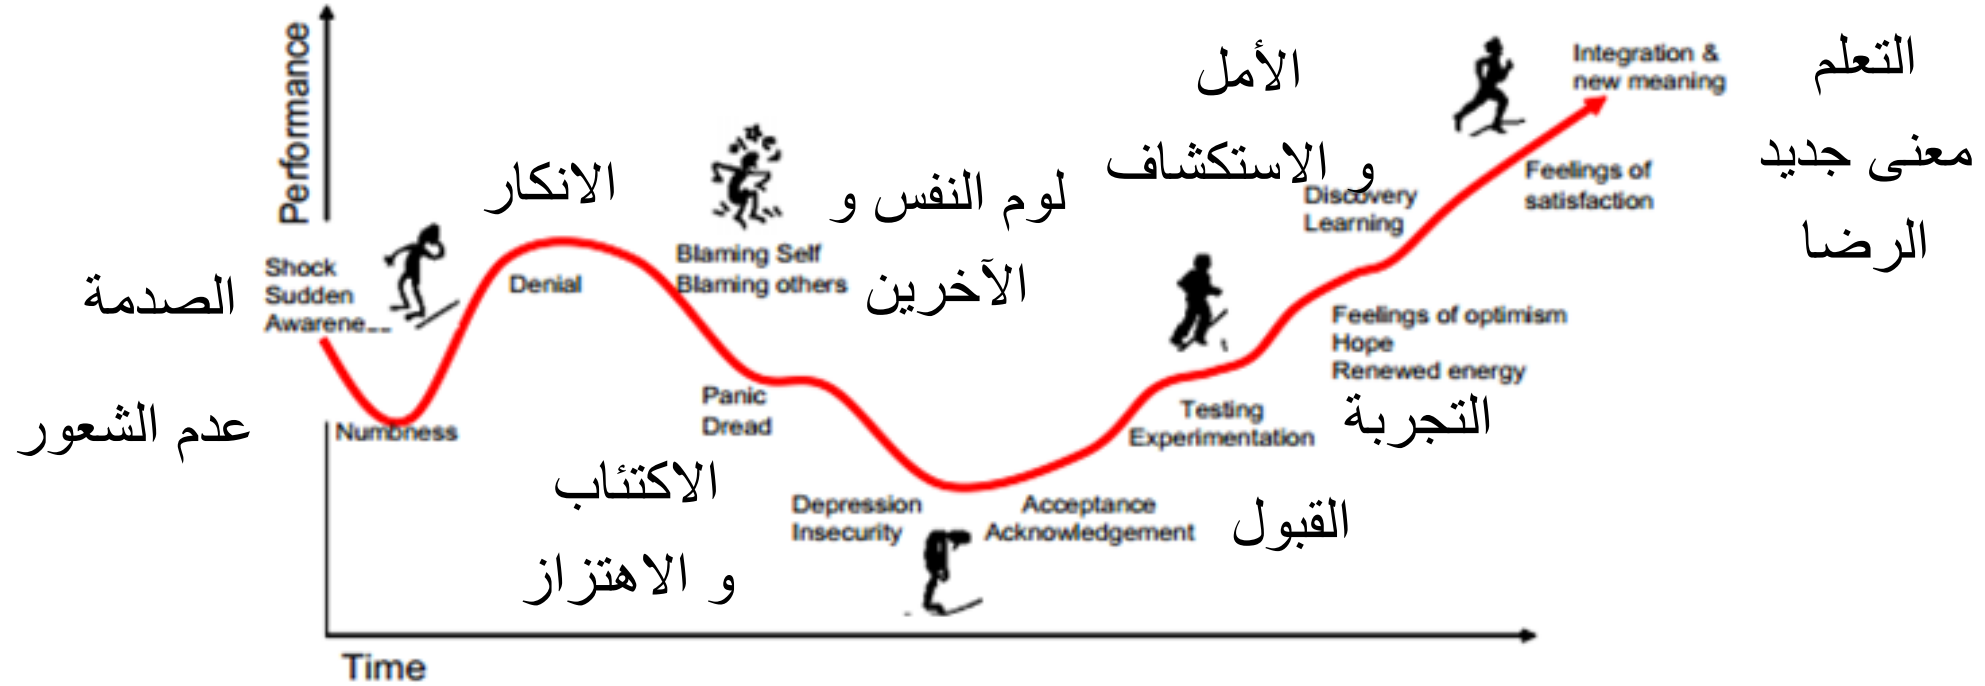 Performance
الصدمة
Shock
Sudden
Awarene
عدم الشعور
Numbness
الانكار
Denial
لوم النفس و
الآخرين
Blaming Self
Blaming others
Panic
Dread
الاكتئاب
و الاهتزاز
Depression
Insecurity
Acceptance
Acknowledgement
القبول
Testing
Experimentation
التجربة
الأمل
و الاستكشاف
Discovery
Learning
Feelings of optimism
Hope
Renewed energy
Feelings of
satisfaction
Integration &
new meaning
التعلم
معنى جديد
الرضا
Time